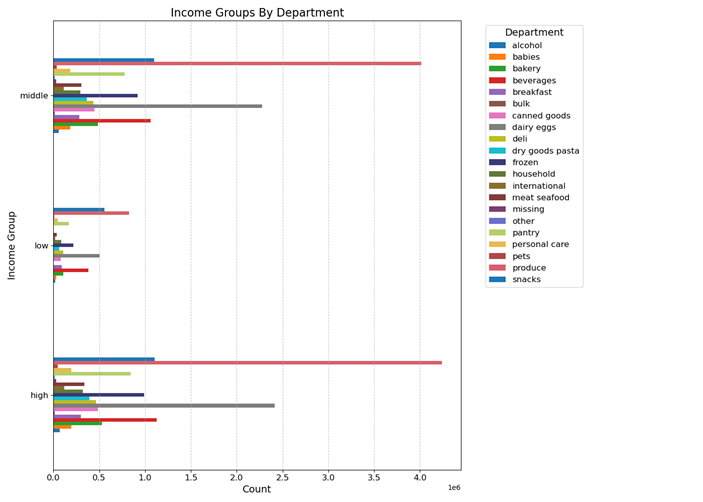 Income Groups By Department
Income Group
middle
low
high
0.0 0.5 1.0 1.5 2.0 2.5 3.0 3.5 4.0
1e6
Count
Department
alcohol
babies
bakery
beverages
breakfast
bulk
canned goods
dairy eggs
deli
dry goods pasta
frozen
household
international
meat seafood
missing
other
pantry
personal care
pets
produce
snacks